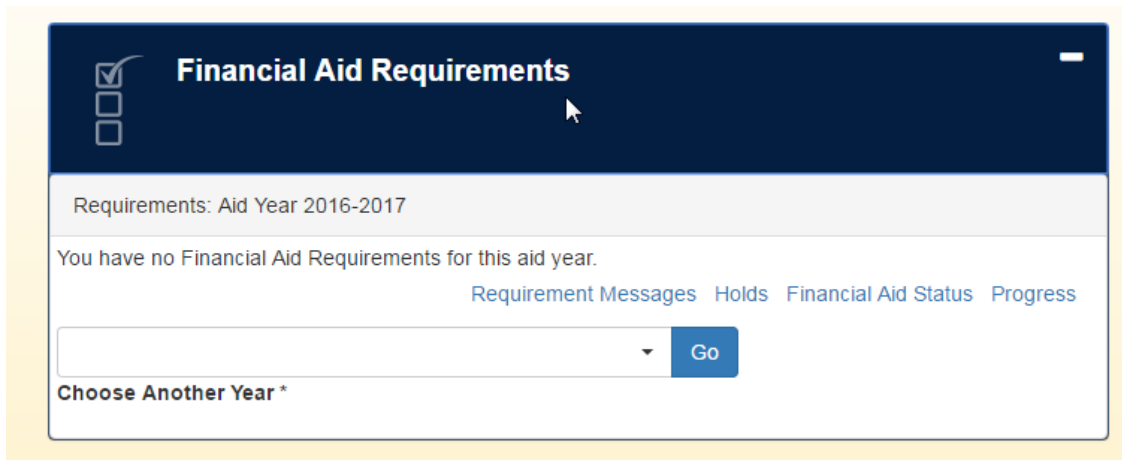 Financial Aid Requirements
Requirements: Aid Year 2016-2017
You have no Financial Aid Requirements for this aid year.
Requirement Messages Holds Financial Aid Status Progress
Go
Choose Another Year *